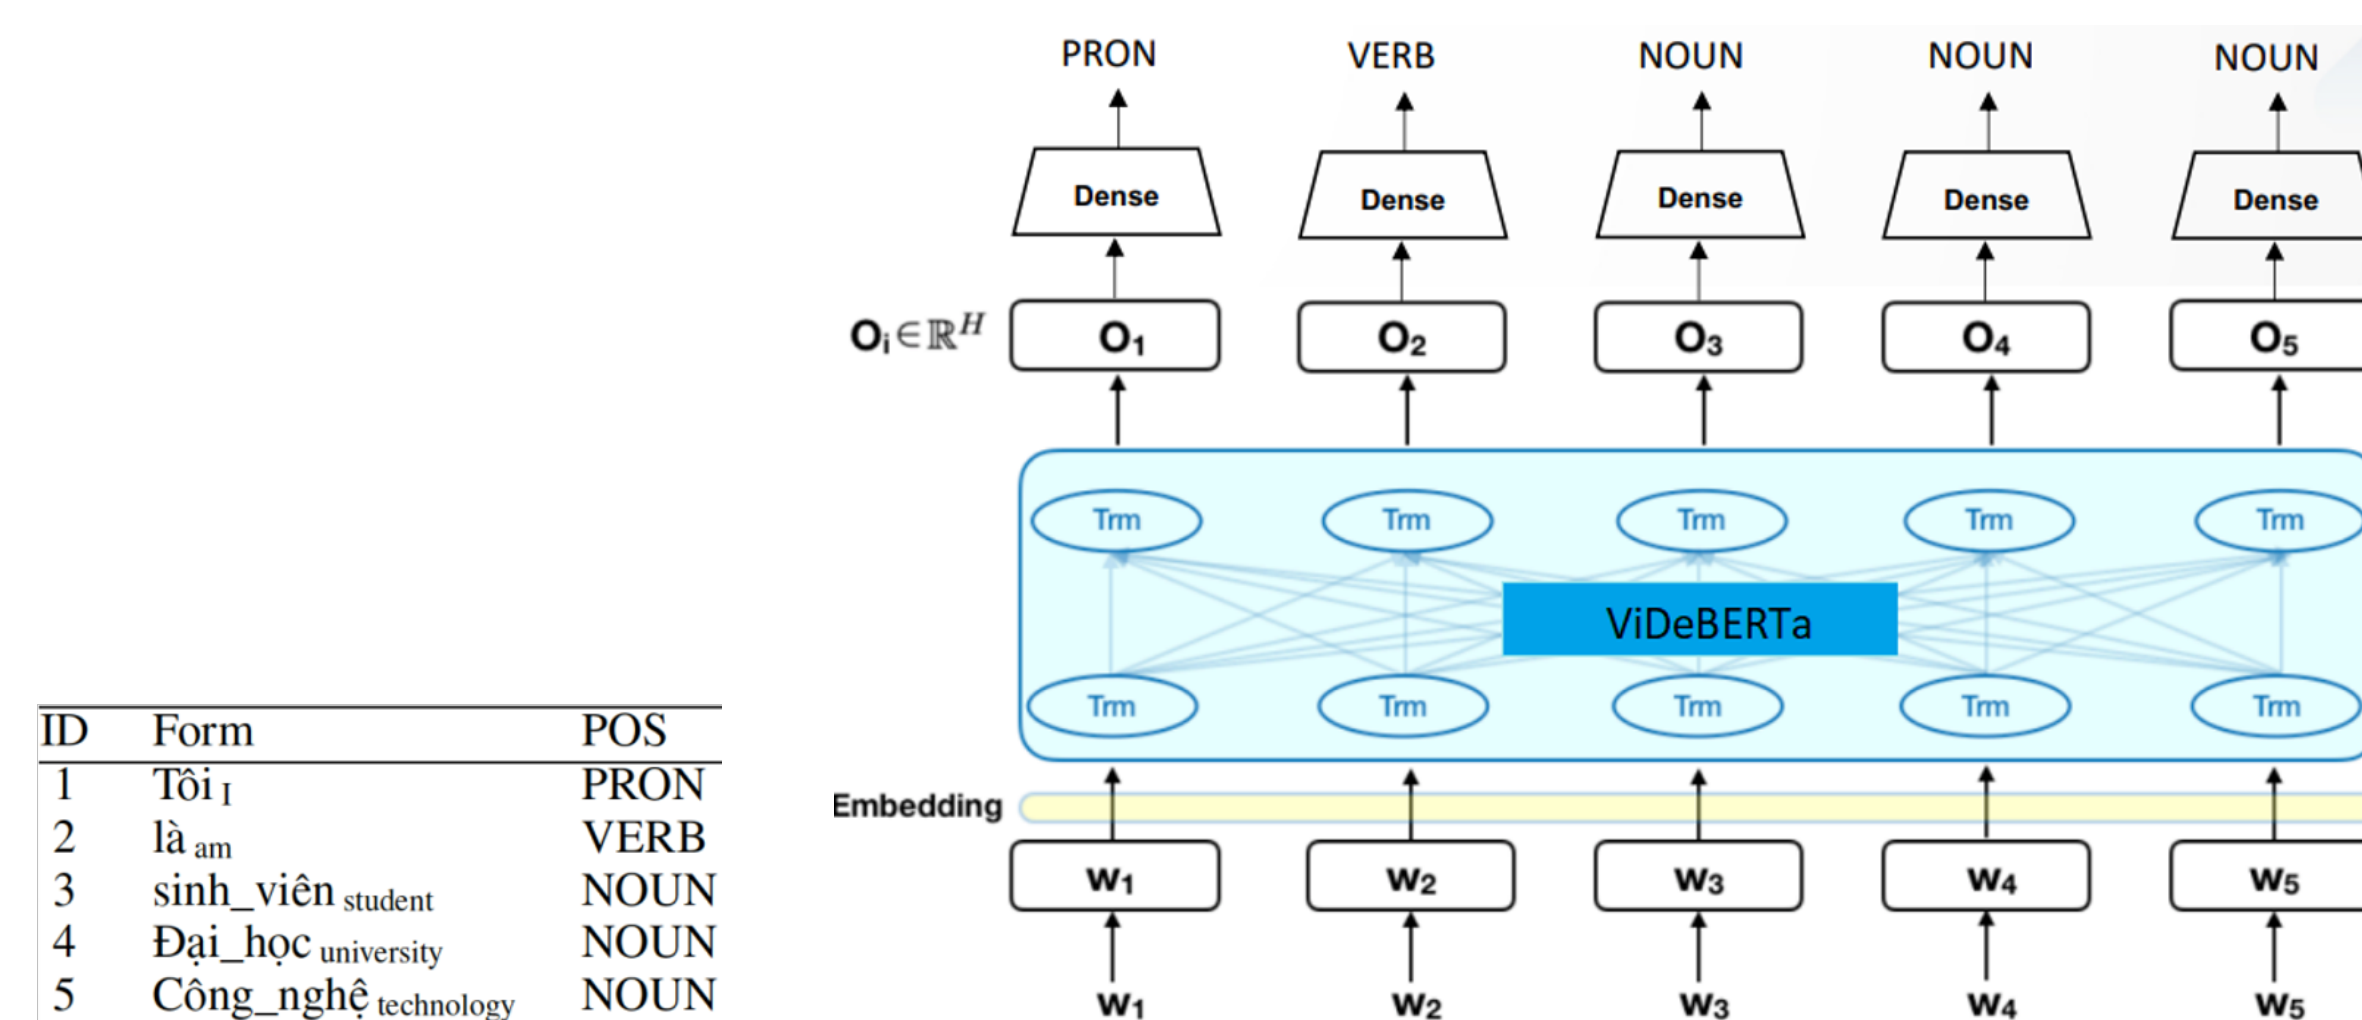 PRON VERB NOUN NOUN NOUN
Dense Dense Dense Dense Dense
Oi∈ℝ^H O1 O2 O3 O4 O5
Trm Trm Trm Trm Trm
ViDeBERTa
Trm Trm Trm Trm Trm
Embedding
W1 W2 W3 W4 W5
W1 W2 W3 W4 W5
ID Form POS
1 Tôi I PRON
2 là am VERB
3 sinh_viên student NOUN
4 Đại_học university NOUN
5 Công_nghệ technology NOUN